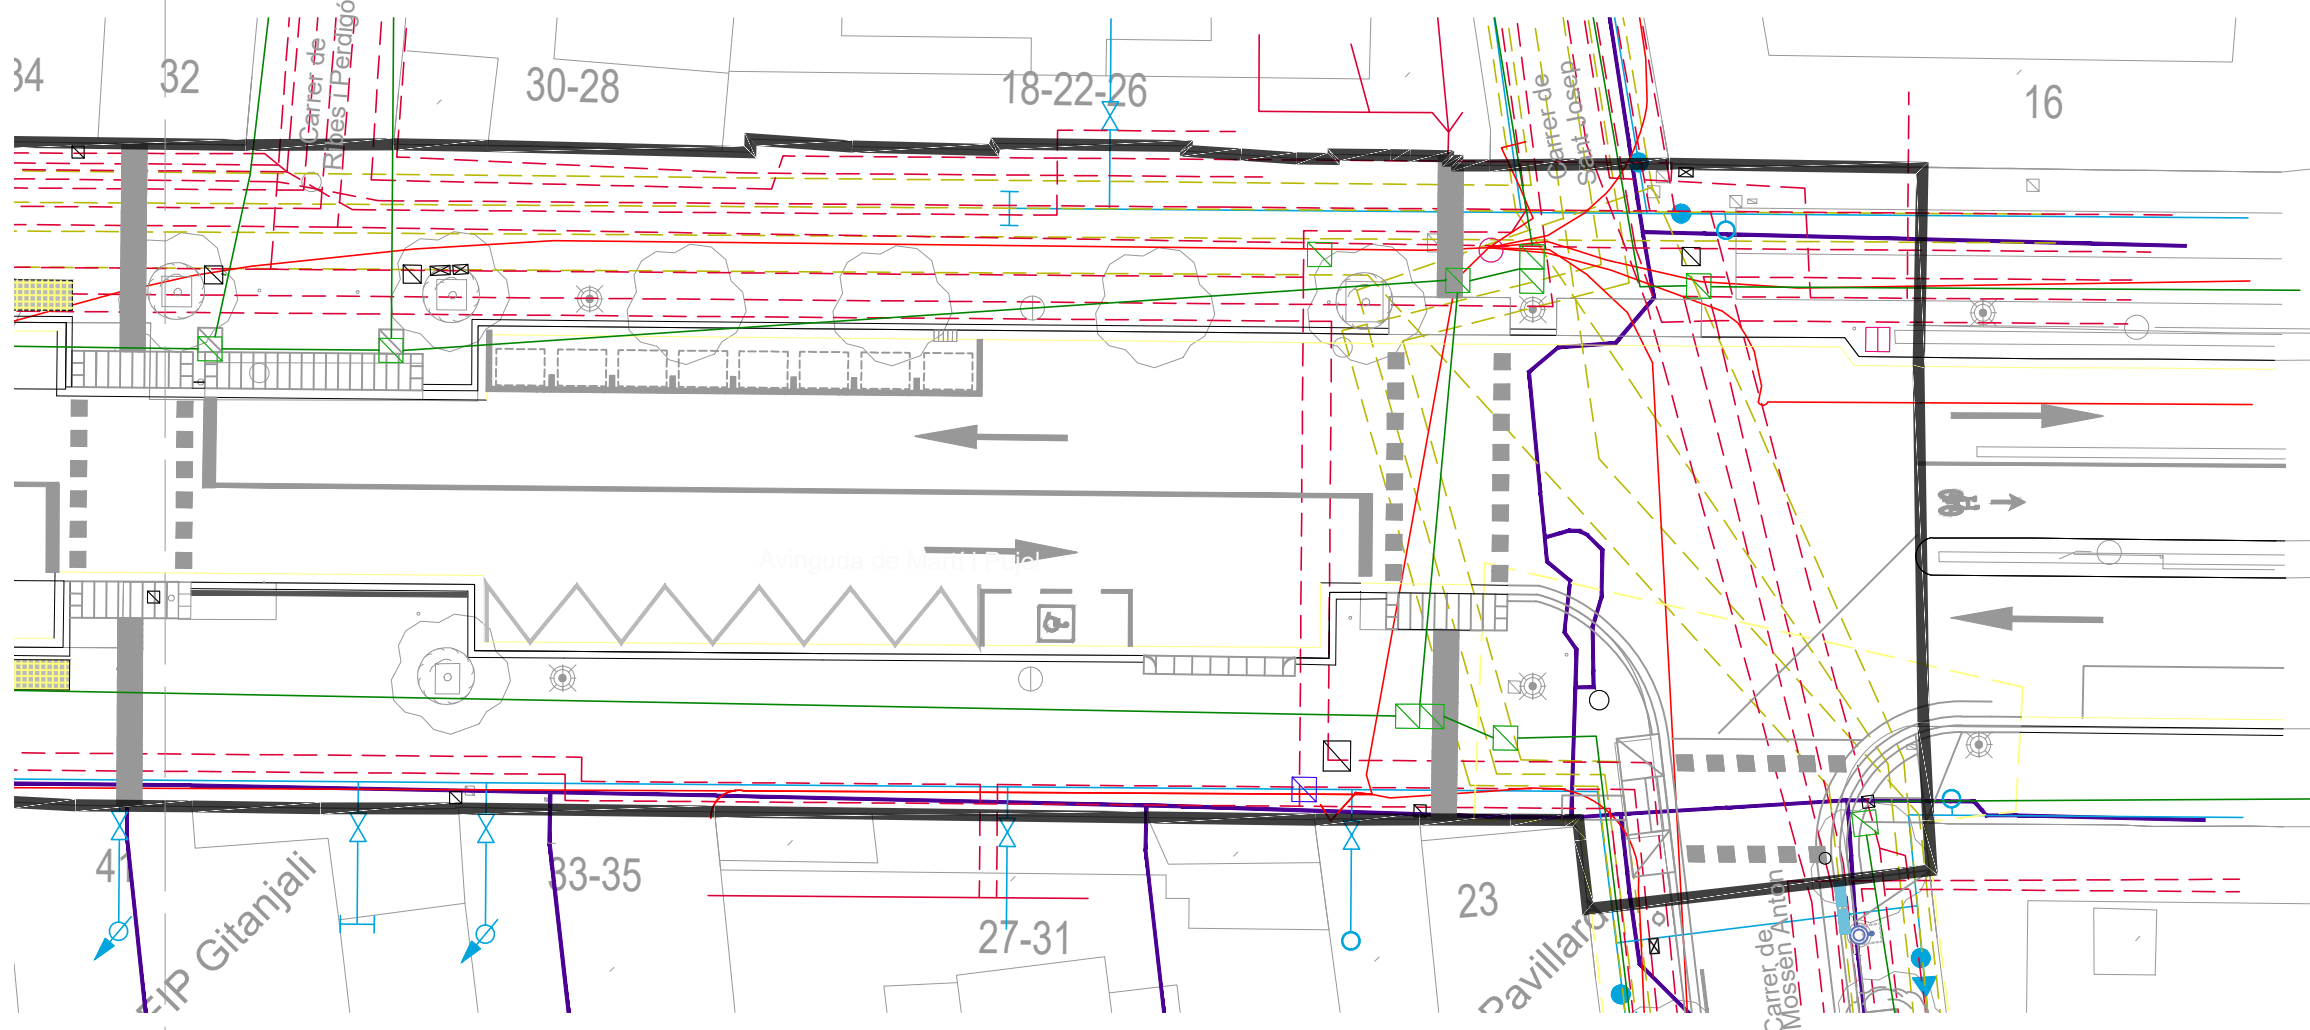 34
32
Carrer de
Ribes i Perdigó
30-28
18-22-26
Carrer de
Sant Josep
16
Avinguda de Martí i Pujol
41
EIP Gitanjali
33-35
27-31
23
Pavillard
Carrer de
Mossèn Anton